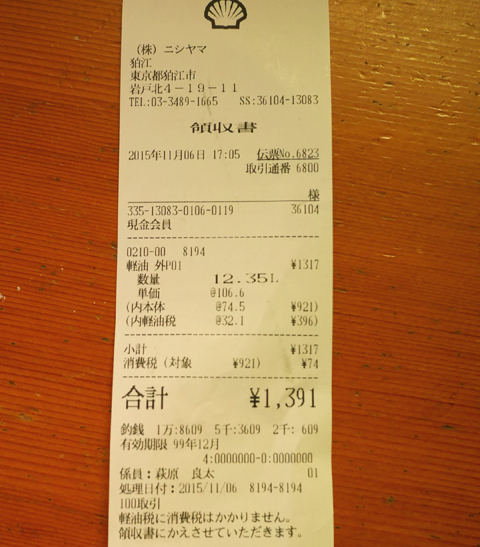 (株) ニシヤマ
狛江
東京都狛江市
岩戸北4-19-11
TEL:03-3489-1665 SS:36104-13083
領収書
2015年11月06日 17:05 伝票No.6823
取引通番 6800
様
335-13083-0106-0119 36104
現金会員
0210-00 8194
軽油 外P01 ¥1317
数量 12.35L
単価 @106.6
(内本体 @74.5 ¥921)
(内軽油税 @32.1 ¥396)
小計 ¥1317
消費税 (対象 ¥921) ¥74
合計 ¥1,391
釣銭 1万:8609 5千:3609 2千: 609
有効期限 99年12月
4:0000000-0:0000000
係員:萩原 良太 01
処理日付:2015/11/06 8194-8194
100取引
軽油税に消費税はかかりません。
領収書にかえさせていただきます。